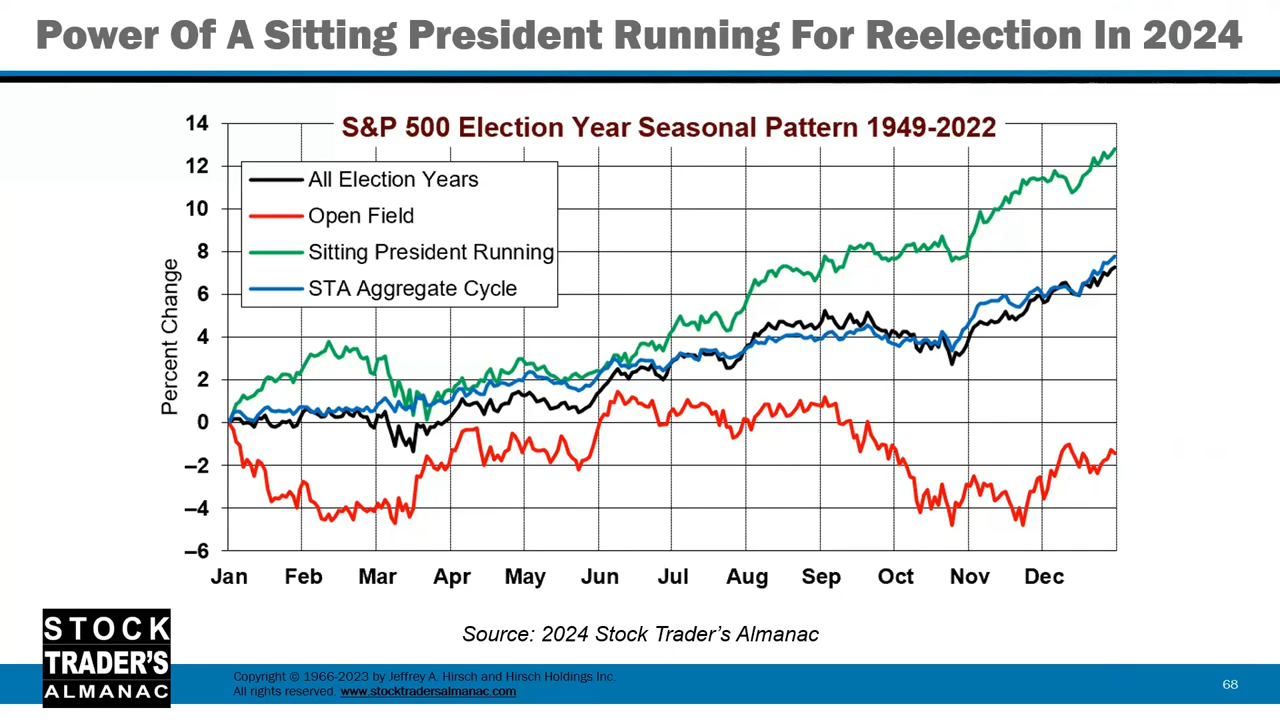 Power Of A Sitting President Running For Reelection In 2024
S&P 500 Election Year Seasonal Pattern 1949-2022
All Election Years
Open Field
Sitting President Running
STA Aggregate Cycle
Percent Change
14
12
10
8
6
4
2
0
–2
–4
–6
Jan Feb Mar Apr May Jun Jul Aug Sep Oct Nov Dec
Source: 2024 Stock Trader's Almanac
STOCK
TRADER'S
ALMANAC
Copyright © 1966-2023 by Jeffrey A. Hirsch and Hirsch Holdings Inc.
All rights reserved. www.stocktradersalmanac.com
68